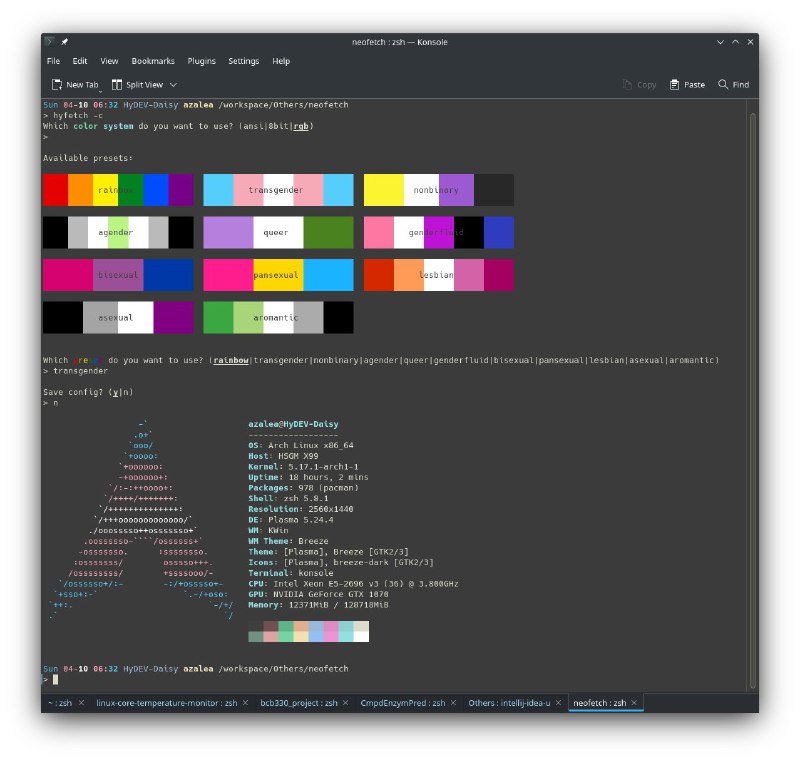 neofetch : zsh — Konsole
File Edit View Bookmarks Plugins Settings Help
New Tab Split View Copy Paste Find
Sun 04-10 06:32 HyDEV-Daisy azalea /workspace/Others/neofetch
> hyfetch -c
Which color system do you want to use? (ansi|8bit|rgb)
>
Available presets:
rainbow transgender nonbinary
agender queer genderfluid
bisexual pansexual lesbian
asexual aromantic
Which preset do you want to use? (rainbow|transgender|nonbinary|agender|queer|genderfluid|bisexual|pansexual|lesbian|asexual|aromantic)
> transgender
Save config? (y|n)
> n
-` azalea@HyDEV-Daisy
.o+` ------------------
`ooo/ OS: Arch Linux x86_64
`+oooo: Host: HSGM X99
`+oooooo: Kernel: 5.17.1-arch1-1
-+oooooo+: Uptime: 18 hours, 2 mins
`/:-:++oooo+: Packages: 978 (pacman)
`/++++/+++++++: Shell: zsh 5.8.1
`/++++++++++++++: Resolution: 2560x1440
`/+++ooooooooooooo/` DE: Plasma 5.24.4
./ooosssso++osssssso+` WM: KWin
.oossssso-````/ossssss+` WM Theme: Breeze
-osssssso. :ssssssso. Theme: [Plasma], Breeze [GTK2/3]
:osssssss/ osssso+++. Icons: [Plasma], breeze-dark [GTK2/3]
/ossssssss/ +ssssooo/- Terminal: konsole
`/ossssso+/:- -:/+osssso+- CPU: Intel Xeon E5-2696 v3 (36) @ 3.800GHz
`+sso+:-` `.-/+oso: GPU: NVIDIA GeForce GTX 1070
`++:. `-/+/ Memory: 12371MiB / 128718MiB
.` `/
Sun 04-10 06:32 HyDEV-Daisy azalea /workspace/Others/neofetch
>
~ : zsh linux-core-temperature-monitor : zsh bcb330_project : zsh CmpdEnzymPred : zsh Others : intellij-idea-u neofetch : zsh